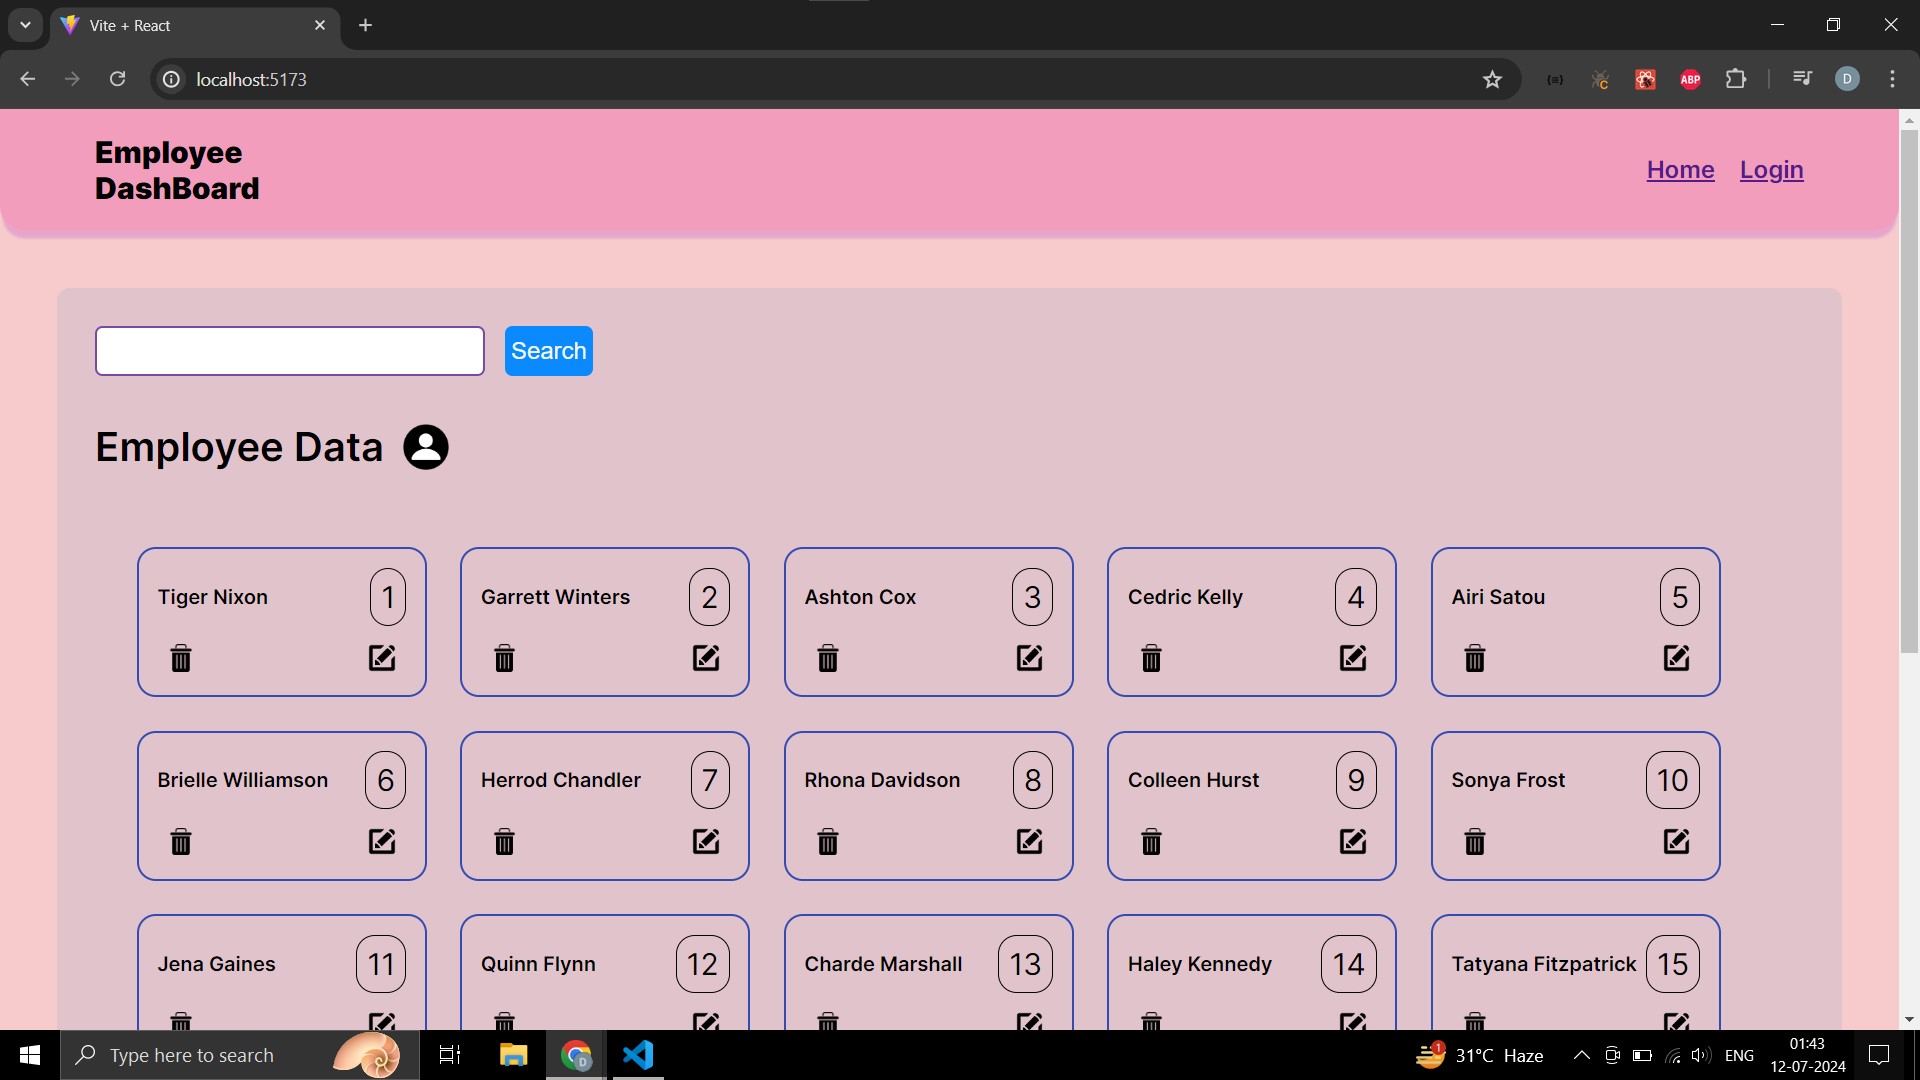 Vite + React
localhost:5173
ABP
D
Employee
DashBoard
Home Login
Search
Employee Data
Tiger Nixon 1
Garrett Winters 2
Ashton Cox 3
Cedric Kelly 4
Airi Satou 5
Brielle Williamson 6
Herrod Chandler 7
Rhona Davidson 8
Colleen Hurst 9
Sonya Frost 10
Jena Gaines 11
Quinn Flynn 12
Charde Marshall 13
Haley Kennedy 14
Tatyana Fitzpatrick 15
Type here to search
D
1
31°C Haze
ENG
01:43
12-07-2024